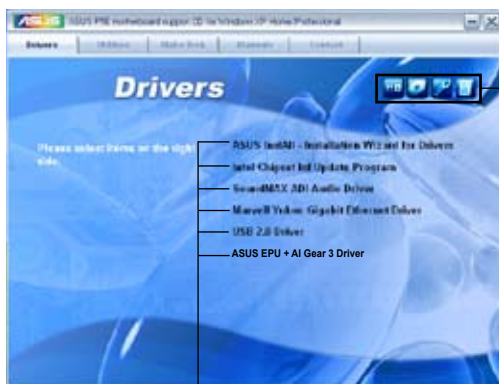 ASUS P5E motherboard support CD for Windows XP Home/Professional
Drivers Utilities Make Disk Manuals Contact
Drivers
Please select items on the right side.
ASUS InstAll - Installation Wizard for Drivers
Intel Chipset Inf Update Program
SoundMAX ADI Audio Driver
Marvell Yukon Gigabit Ethernet Driver
USB 2.0 Driver
ASUS EPU + AI Gear 3 Driver